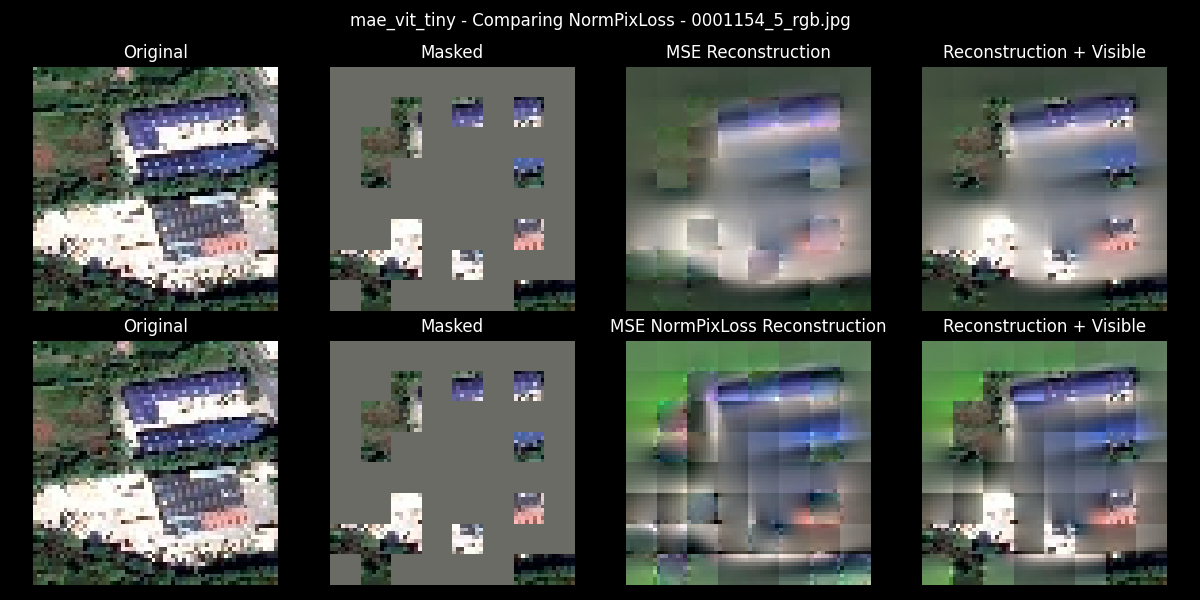 mae_vit_tiny - Comparing NormPixLoss - 0001154_5_rgb.jpg
Original Masked MSE Reconstruction Reconstruction + Visible
Original Masked MSE NormPixLoss Reconstruction Reconstruction + Visible